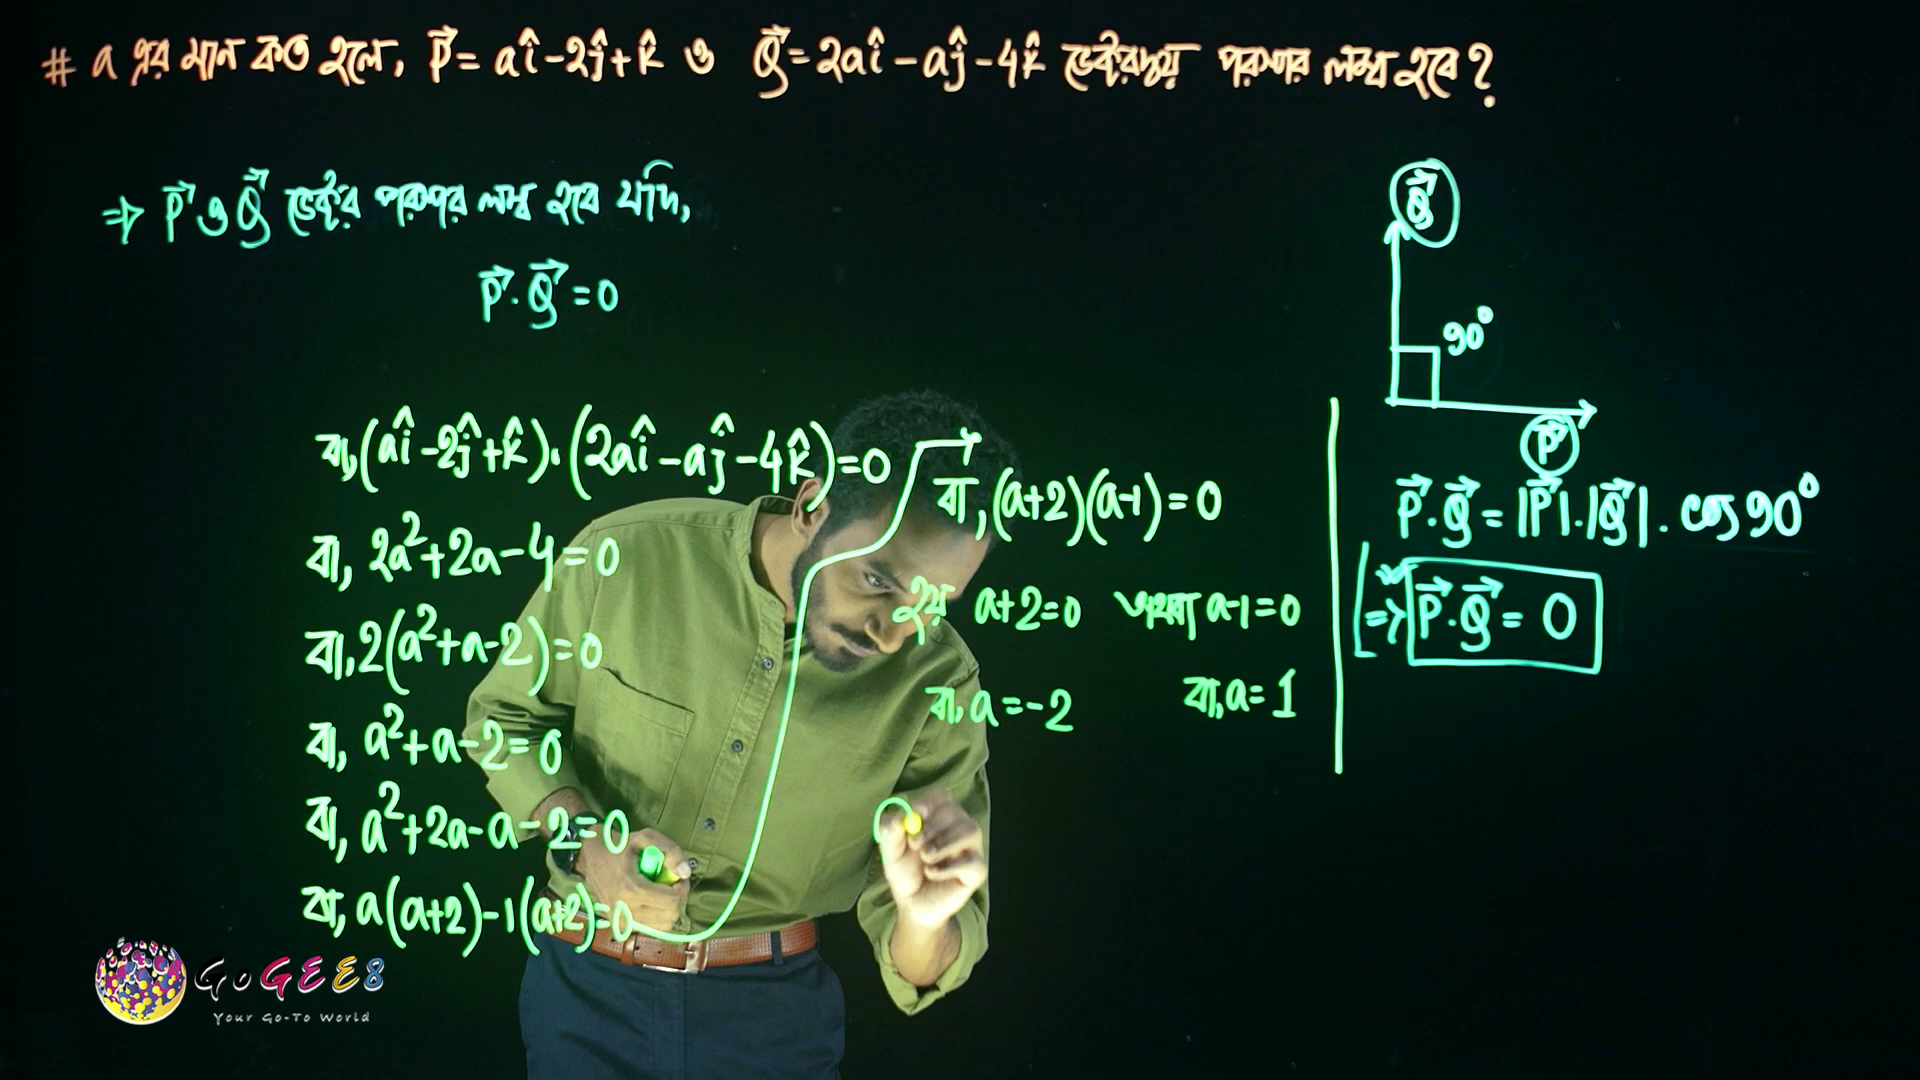 # a এর মান কত হলে, P⃗ = aî - 2ĵ + k̂ ও Q⃗ = 2aî - aĵ - 4k̂ ভেক্টরদ্বয় পরস্পর লম্ব হবে?
⇒ P⃗ ও Q⃗ ভেক্টর পরস্পর লম্ব হবে যদি,
P⃗ . Q⃗ = 0
বা, (aî - 2ĵ + k̂) . (2aî - aĵ - 4k̂) = 0
বা, 2a² + 2a - 4 = 0
বা, 2(a² + a - 2) = 0
বা, a² + a - 2 = 0
বা, a² + 2a - a - 2 = 0
বা, a(a+2) - 1(a+2) = 0
বা, (a+2)(a-1) = 0
হয় a+2=0 অথবা a-1=0
বা, a = -2 বা, a = 1
Q⃗
90°
P⃗
P⃗ . Q⃗ = |P⃗| . |Q⃗| . cos 90°
⇒ P⃗ . Q⃗ = 0
GoGEE8
Your Go-To World